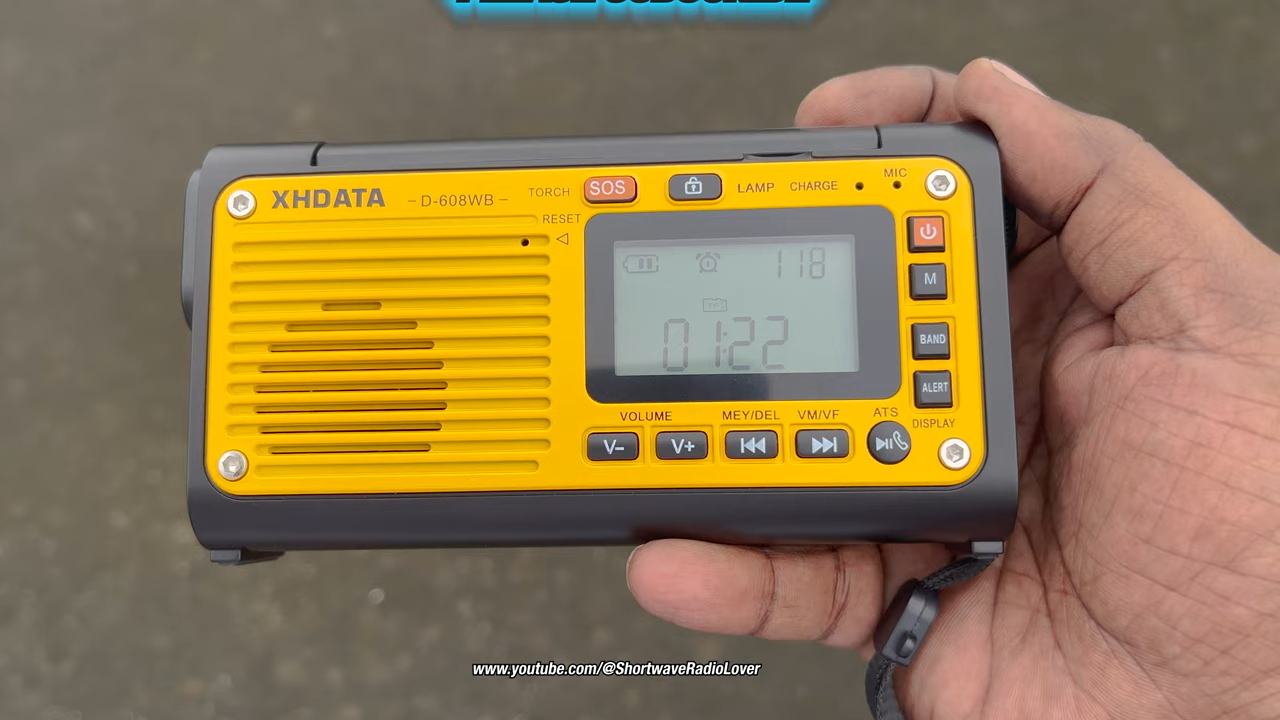 XHDATA
-D-608WB-
TORCH
SOS
LAMP
CHARGE
MIC
RESET
118
01:22
M
BAND
ALERT
VOLUME
MEY/DEL
VM/VF
ATS
DISPLAY
V-
V+
www.youtube.com/@ShortwaveRadioLover